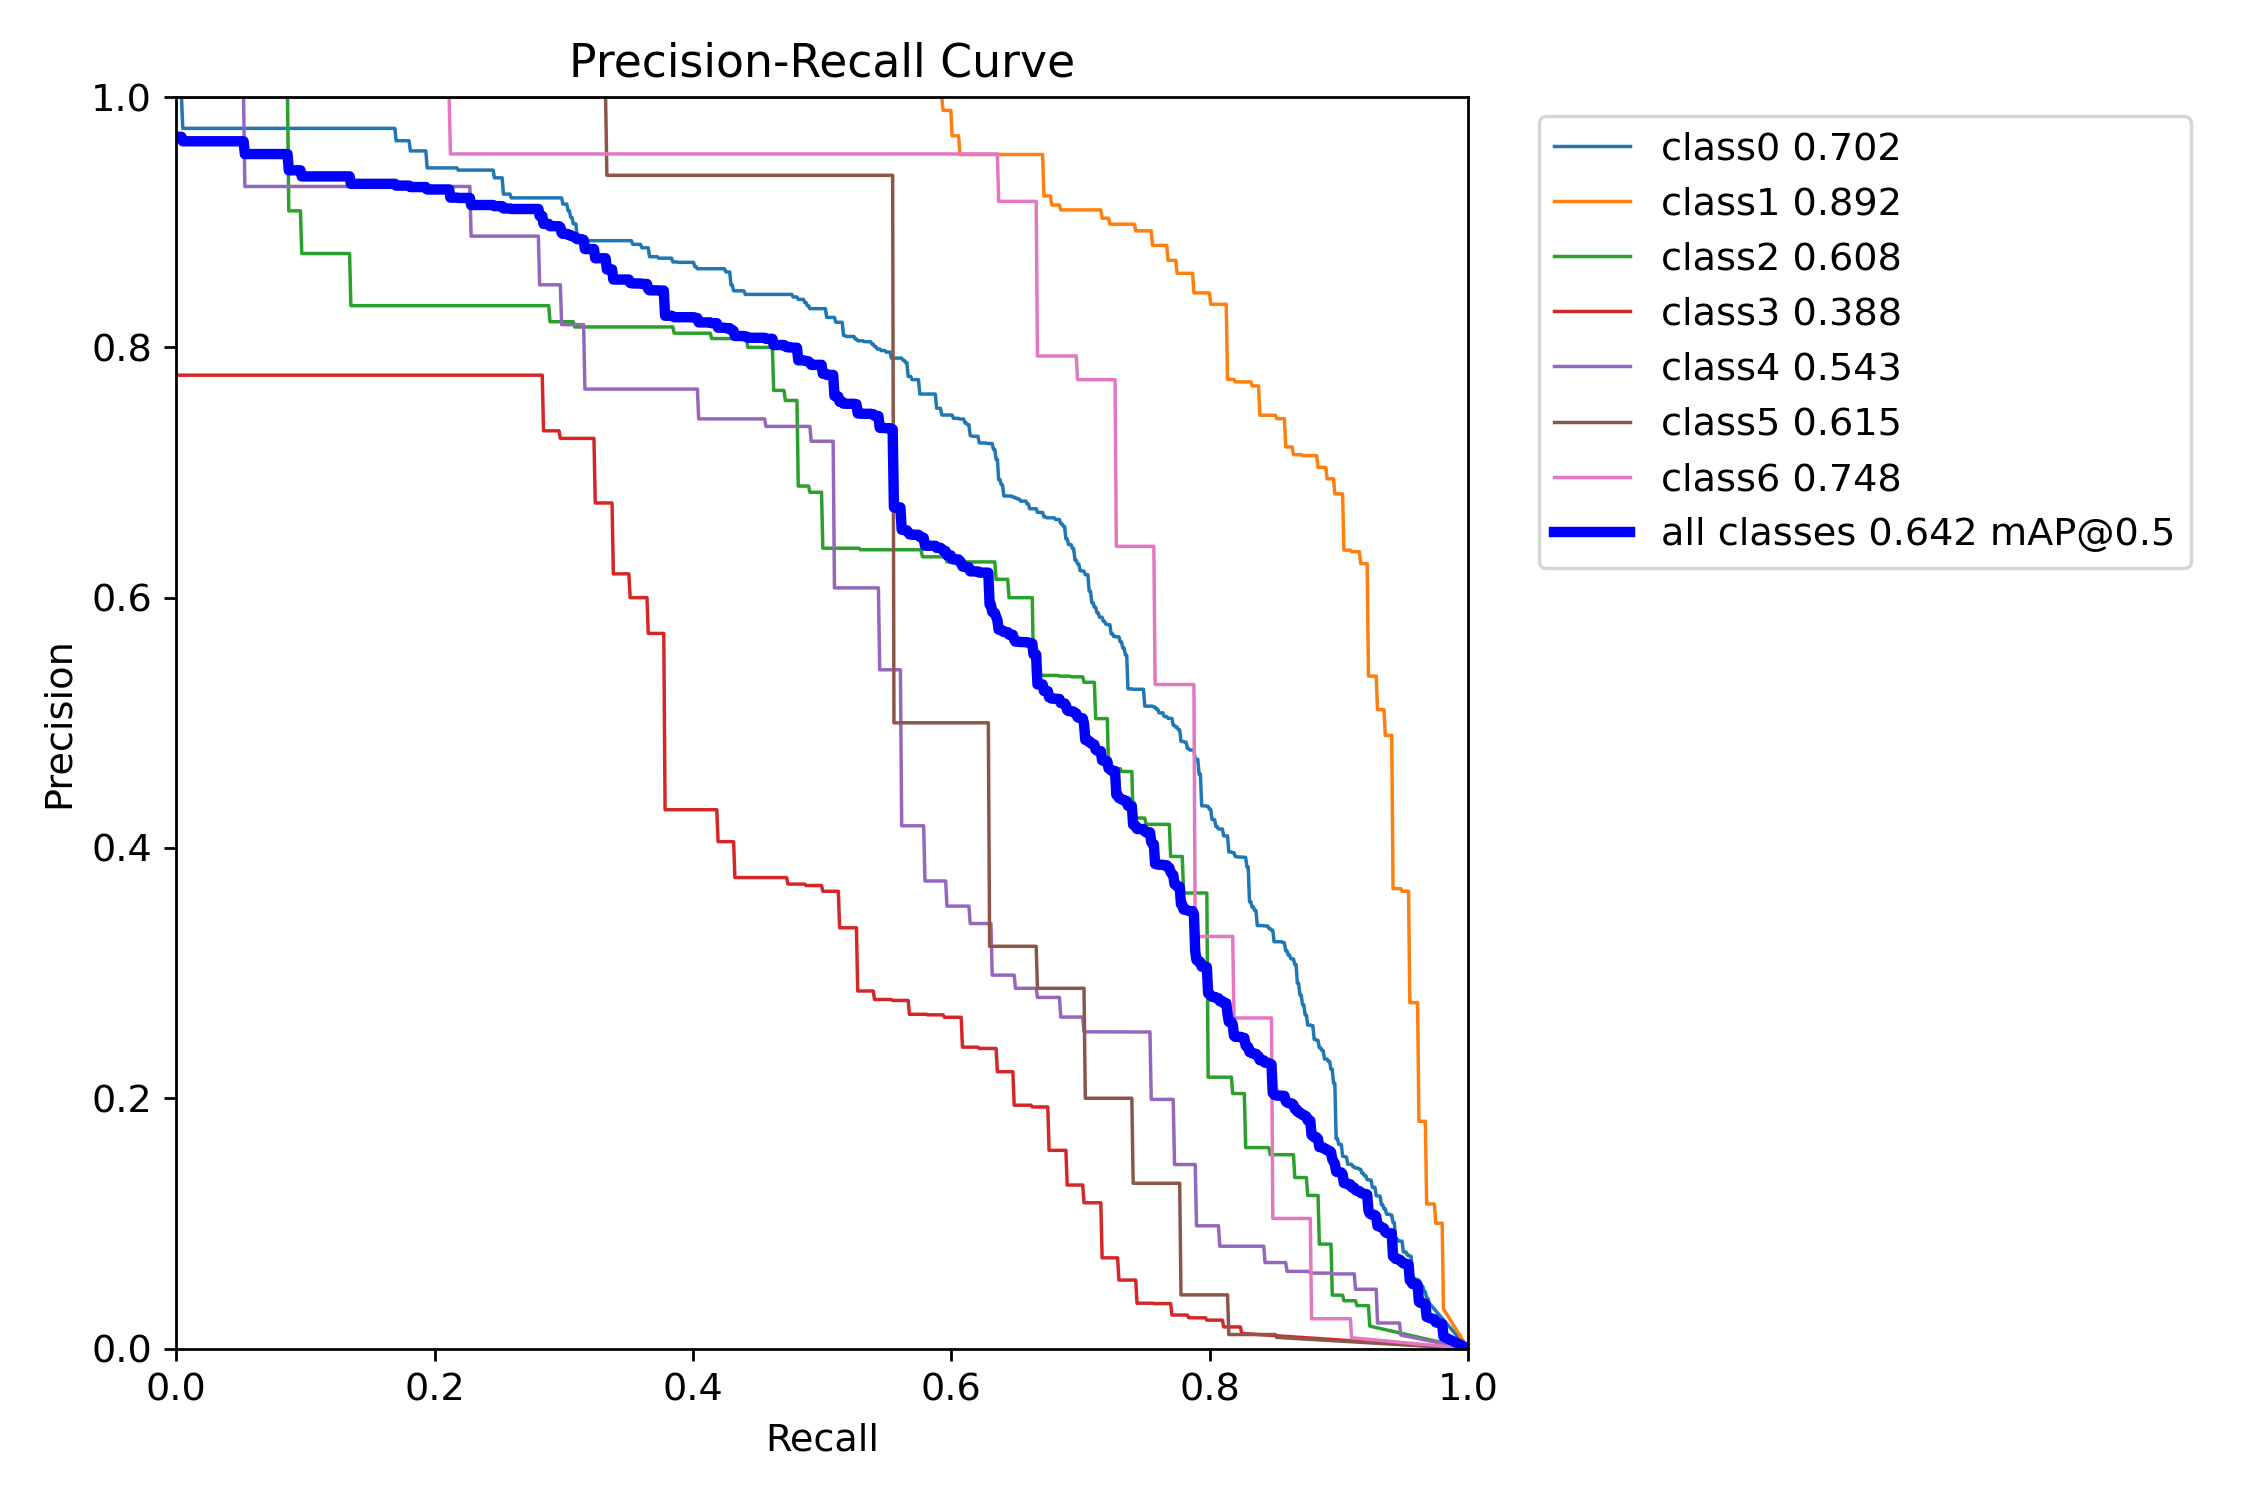 Precision-Recall Curve
1.0
0.8
0.6
0.4
0.2
0.0
Precision
0.0 0.2 0.4 0.6 0.8 1.0
Recall
class0 0.702
class1 0.892
class2 0.608
class3 0.388
class4 0.543
class5 0.615
class6 0.748
all classes 0.642 mAP@0.5